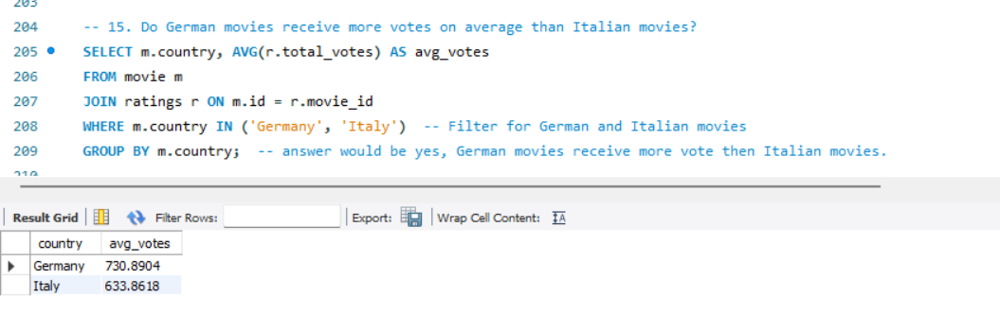 203
204 -- 15. Do German movies receive more votes on average than Italian movies?
205 SELECT m.country, AVG(r.total_votes) AS avg_votes
206 FROM movie m
207 JOIN ratings r ON m.id = r.movie_id
208 WHERE m.country IN ('Germany', 'Italy') -- Filter for German and Italian movies
209 GROUP BY m.country; -- answer would be yes, German movies receive more vote then Italian movies.
210
Result Grid Filter Rows: Export: Wrap Cell Content: IA
country avg_votes
Germany 730.8904
Italy 633.8618